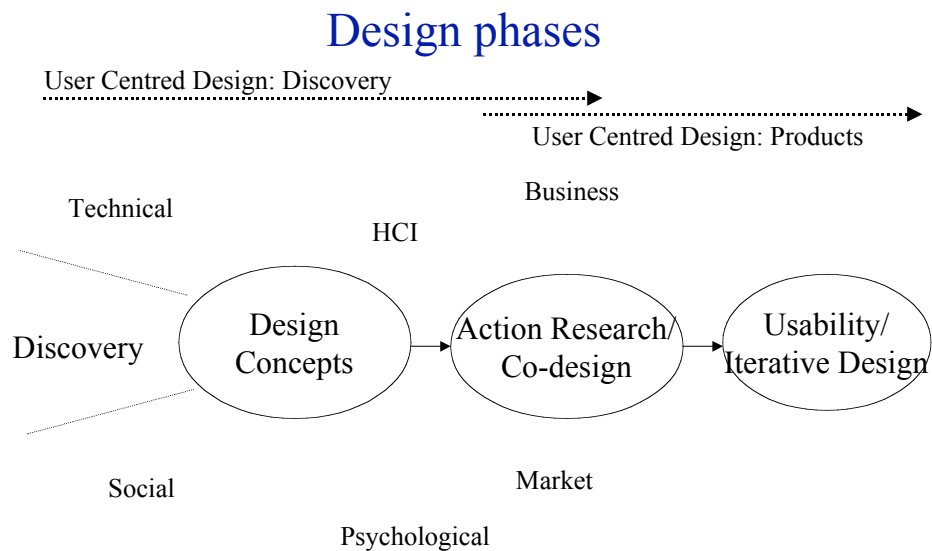 Design phases
User Centred Design: Discovery
User Centred Design: Products
Business
Technical
HCI
Discovery
Design
Concepts
Action Research/
Co-design
Usability/
Iterative Design
Social
Market
Psychological